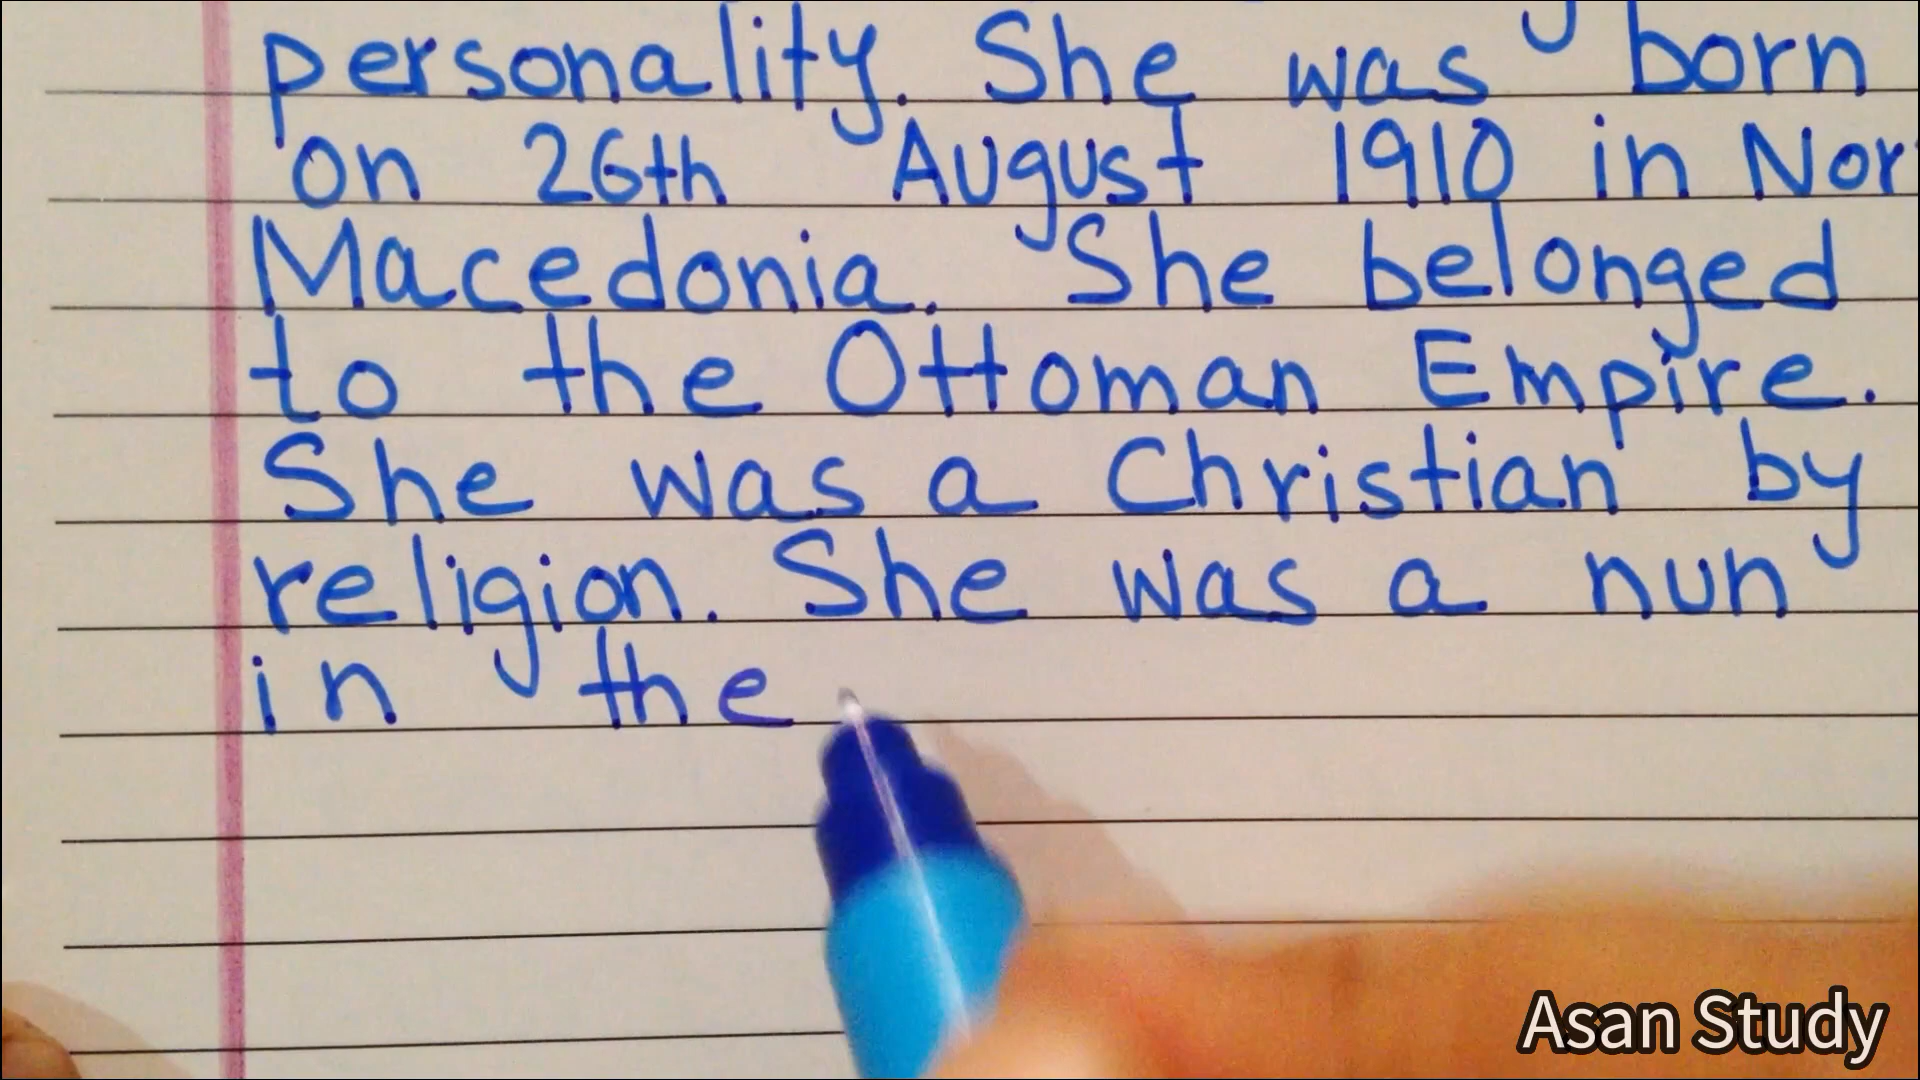 personality. She was born
on 26th August 1910 in Nor
Macedonia. She belonged
to the Ottoman Empire.
She was a Christian by
religion. She was a nun
in the
Asan Study